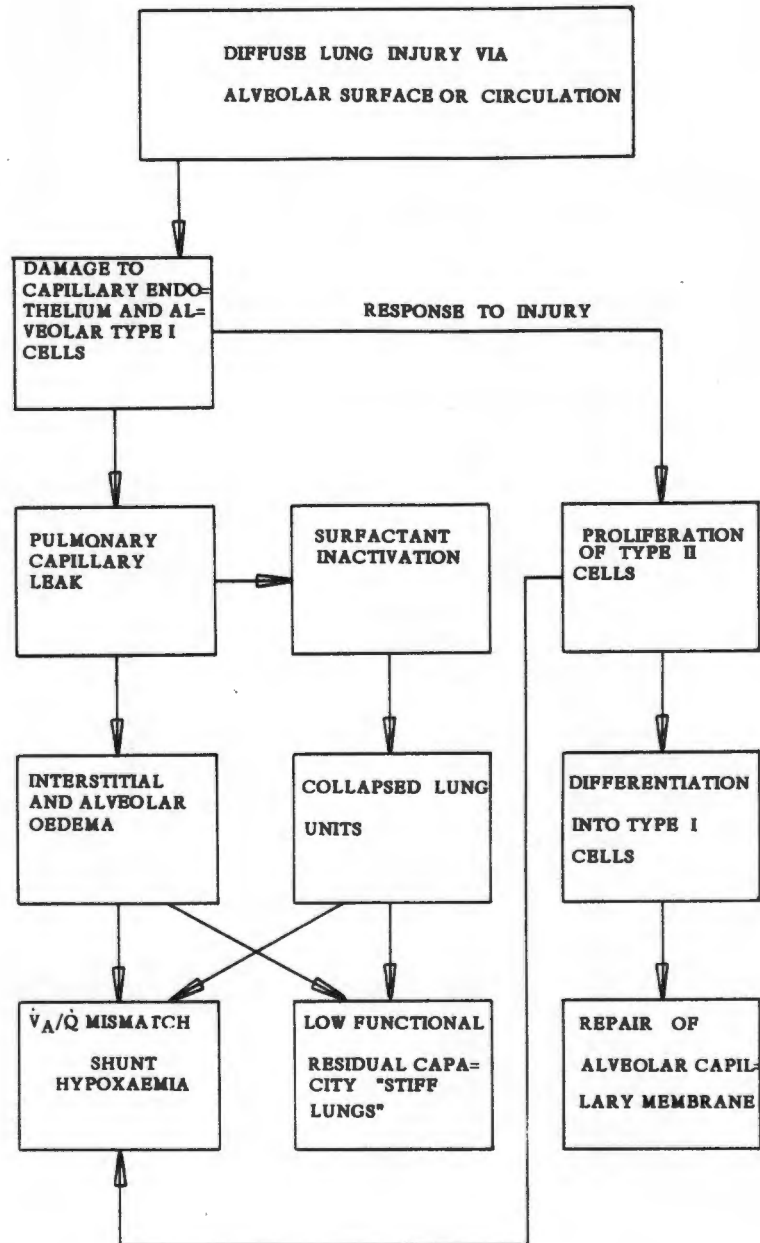 DIFFUSE LUNG INJURY VIA
ALVEOLAR SURFACE OR CIRCULATION
DAMAGE TO
CAPILLARY ENDO=
THELIUM AND AL=
VEOLAR TYPE I
CELLS
RESPONSE TO INJURY
PULMONARY
CAPILLARY
LEAK
SURFACTANT
INACTIVATION
PROLIFERATION
OF TYPE II
CELLS
INTERSTITIAL
AND ALVEOLAR
OEDEMA
COLLAPSED LUNG
UNITS
DIFFERENTIATION
INTO TYPE I
CELLS
V̇A/Q̇ MISMATCH
SHUNT
HYPOXAEMIA
LOW FUNCTIONAL
RESIDUAL CAPA=
CITY "STIFF
LUNGS"
REPAIR OF
ALVEOLAR CAPIL=
LARY MEMBRANE